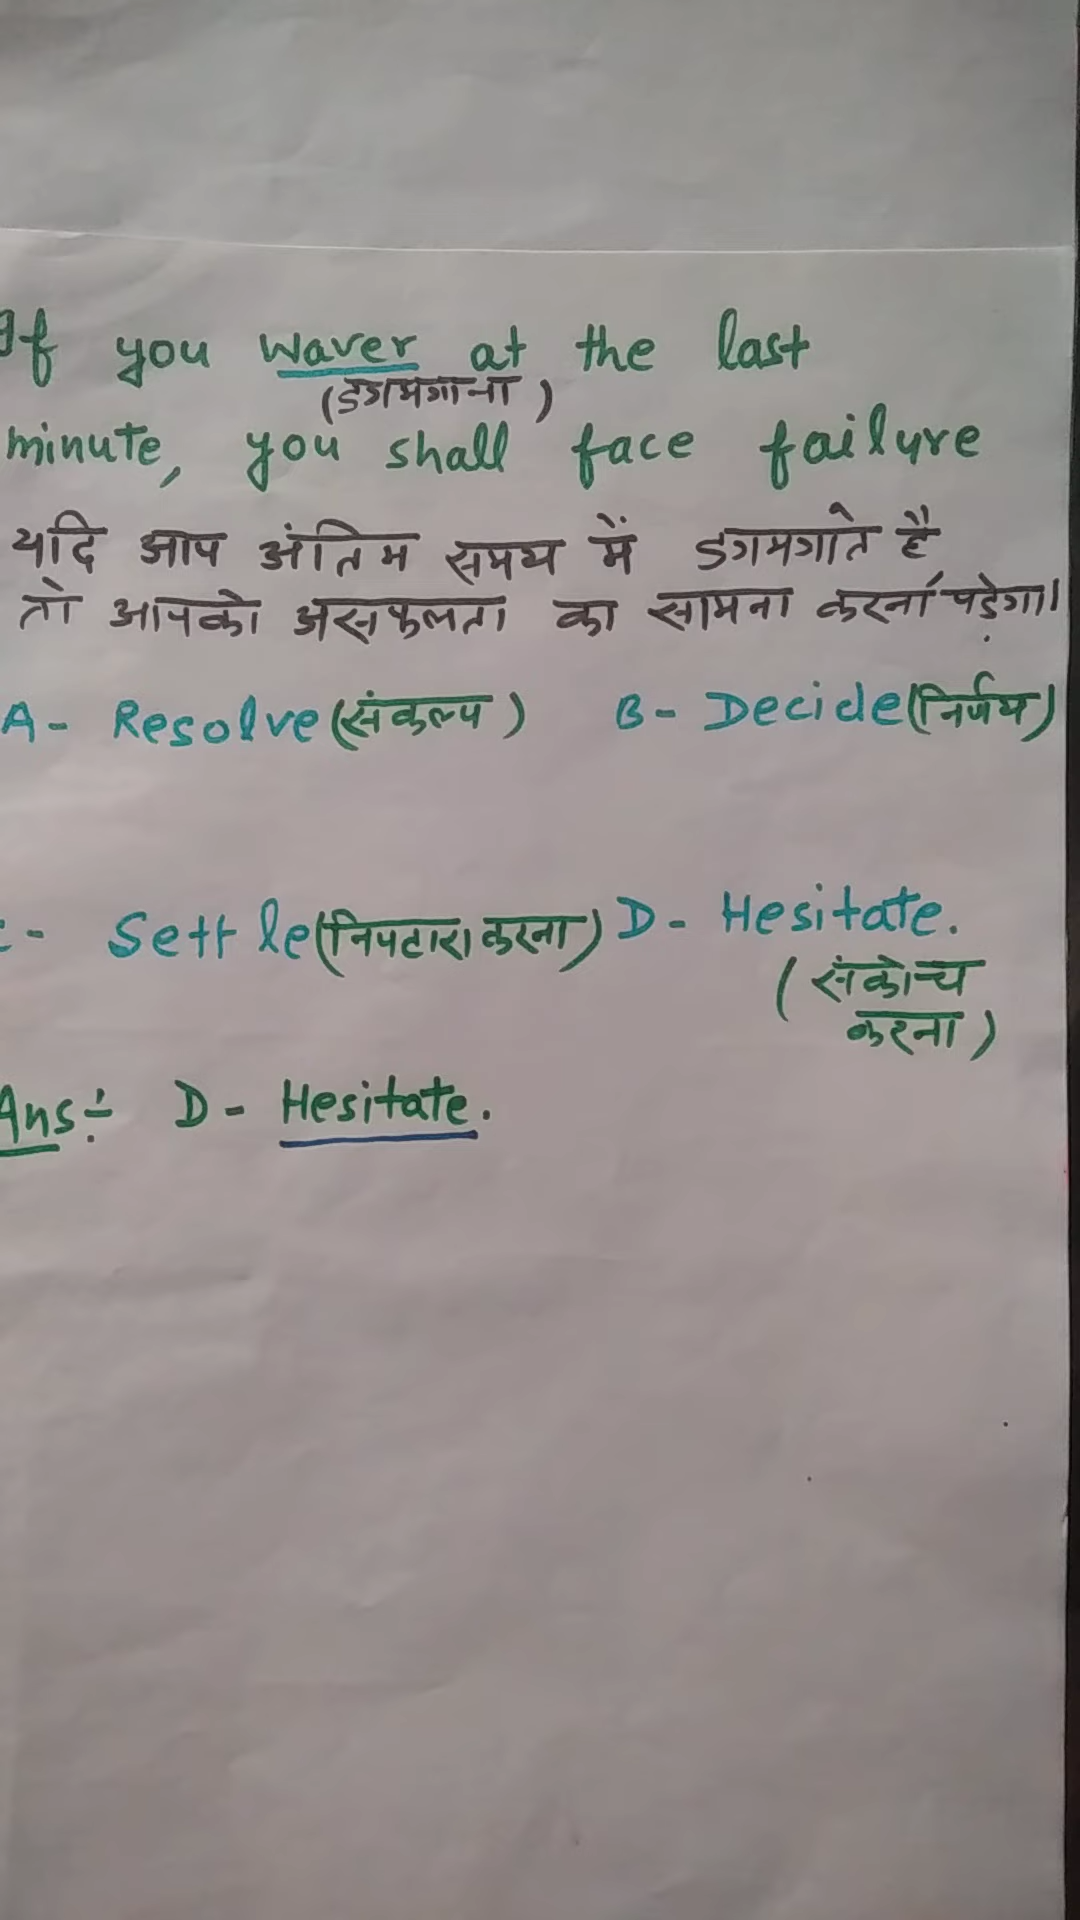 If you waver at the last
(डगमगाना)
minute, you shall face failure
यदि आप अंतिम समय में डगमगाते है,
तो आपको असफलता का सामना करना पड़ेगा।
A - Resolve (संकल्प) B - Decide (निर्णय)
C - Settle (निपटारा करना) D - Hesitate.
(संकोच
करना)
Ans:- D - Hesitate.